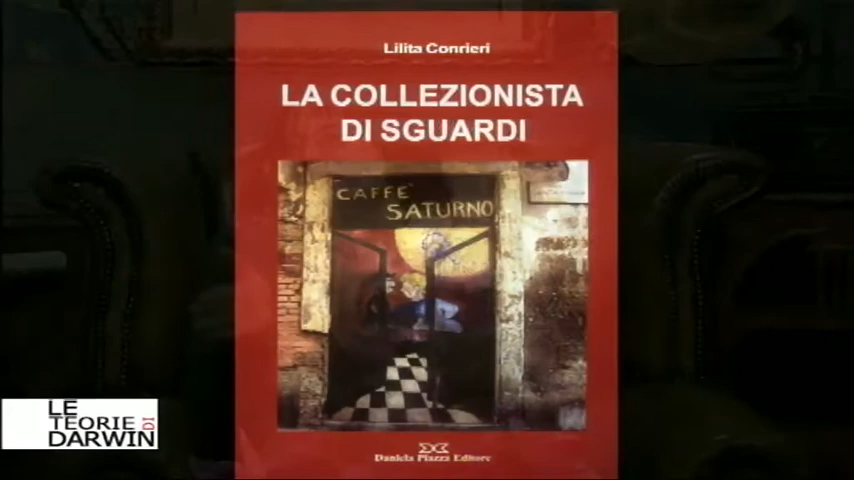 Lilita Conrieri
LA COLLEZIONISTA
DI SGUARDI
CAFFE'
SATURNO
Daniela Piazza Editore
LE
TEORIE DI
DARWIN